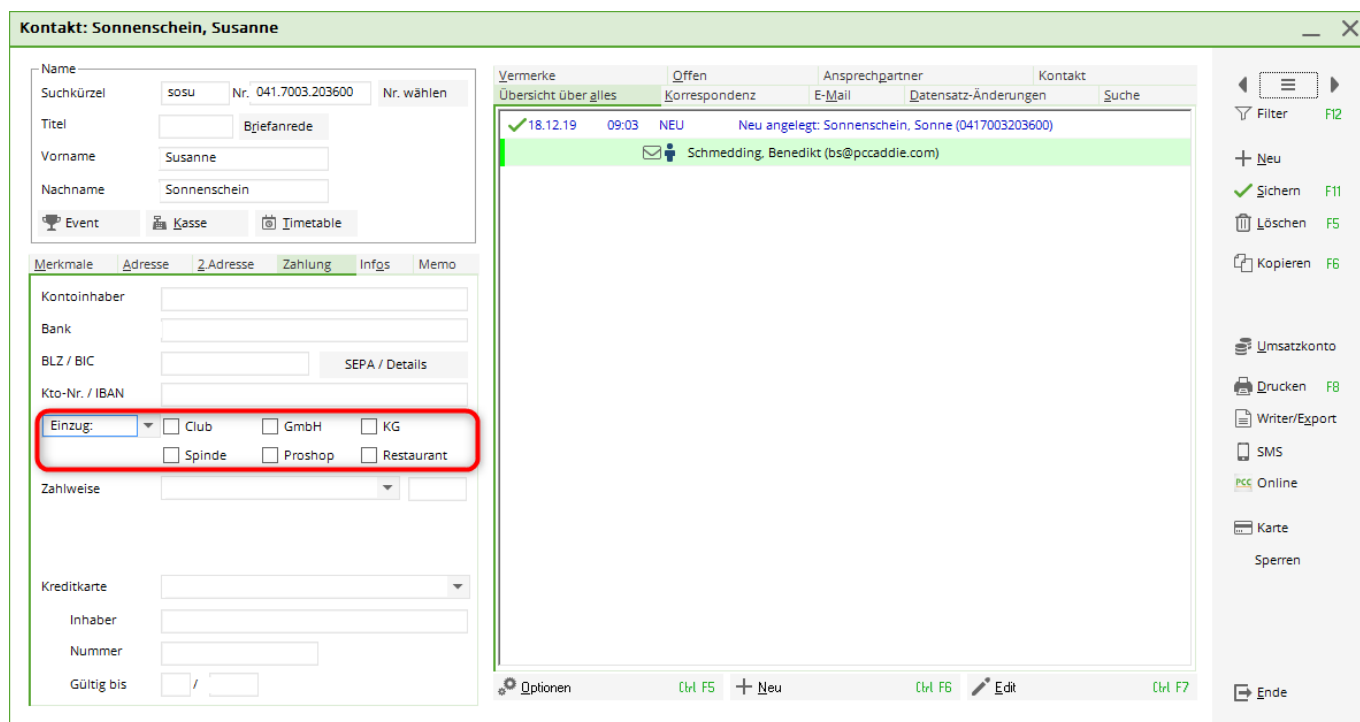 Kontakt: Sonnenschein, Susanne
Name
Suchkürzel sosu Nr. 041.7003.203600 Nr. wählen
Titel Briefanrede
Vorname Susanne
Nachname Sonnenschein
Event Kasse Timetable
Merkmale Adresse 2.Adresse Zahlung Infos Memo
Kontoinhaber
Bank
BLZ / BIC SEPA / Details
Kto-Nr. / IBAN
Einzug: Club GmbH KG
Spinde Proshop Restaurant
Zahlweise
Kreditkarte
Inhaber
Nummer
Gültig bis /
Vermerke Offen Ansprechpartner Kontakt
Übersicht über alles Korrespondenz E-Mail Datensatz-Änderungen Suche
18.12.19 09:03 NEU Neu angelegt: Sonnenschein, Sonne (0417003203600)
Schmedding, Benedikt (bs@pccaddie.com)
Optionen Ctrl F5 Neu Ctrl F6 Edit Ctrl F7
Filter F12
Neu
Sichern F11
Löschen F5
Kopieren F6
Umsatzkonto
Drucken F8
Writer/Export
SMS
PCC Online
Karte
Sperren
Ende